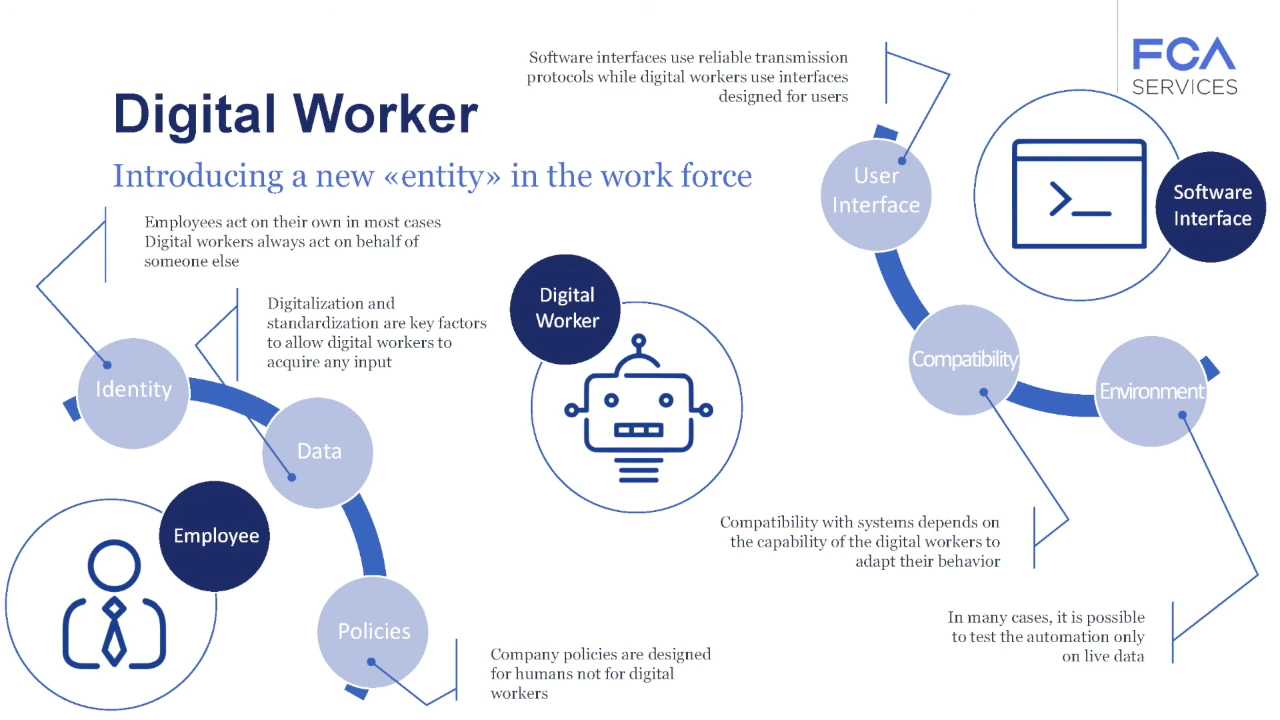 Digital Worker
Introducing a new «entity» in the work force
FCA
SERVICES
Employees act on their own in most cases
Digital workers always act on behalf of
someone else
Digitalization and
standardization are key factors
to allow digital workers to
acquire any input
Identity
Data
Policies
Employee
Company policies are designed
for humans not for digital
workers
Digital
Worker
Software interfaces use reliable transmission
protocols while digital workers use interfaces
designed for users
User
Interface
Compatibility
Environment
Software
Interface
Compatibility with systems depends on
the capability of the digital workers to
adapt their behavior
In many cases, it is possible
to test the automation only
on live data